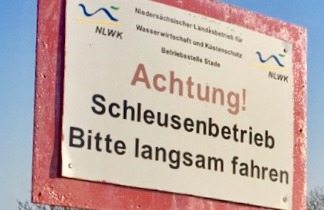 Niedersächsischer Landesbetrieb für
Wasserwirtschaft und Küstenschutz
Betriebsstelle Stade
NLWK
NLWK
Achtung!
Schleusenbetrieb
Bitte langsam fahren